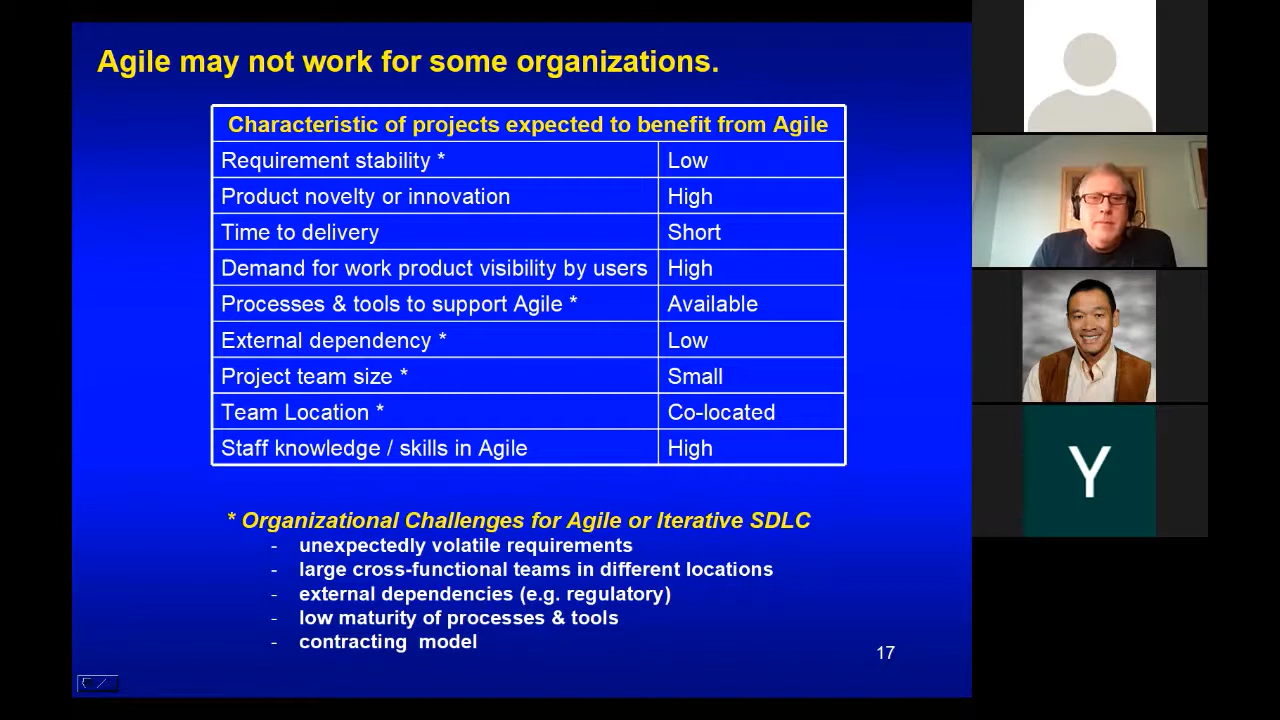 Agile may not work for some organizations.
Characteristic of projects expected to benefit from Agile
Requirement stability * Low
Product novelty or innovation High
Time to delivery Short
Demand for work product visibility by users High
Processes & tools to support Agile * Available
External dependency * Low
Project team size * Small
Team Location * Co-located
Staff knowledge / skills in Agile High
* Organizational Challenges for Agile or Iterative SDLC
- unexpectedly volatile requirements
- large cross-functional teams in different locations
- external dependencies (e.g. regulatory)
- low maturity of processes & tools
- contracting model
17
Y